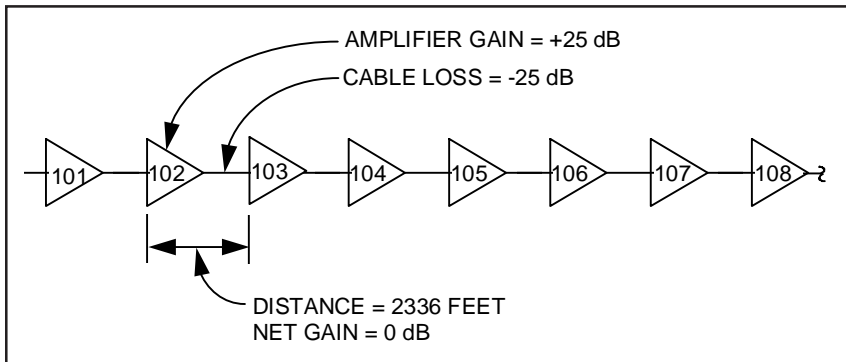 AMPLIFIER GAIN = +25 dB
CABLE LOSS = -25 dB
101 102 103 104 105 106 107 108
DISTANCE = 2336 FEET
NET GAIN = 0 dB